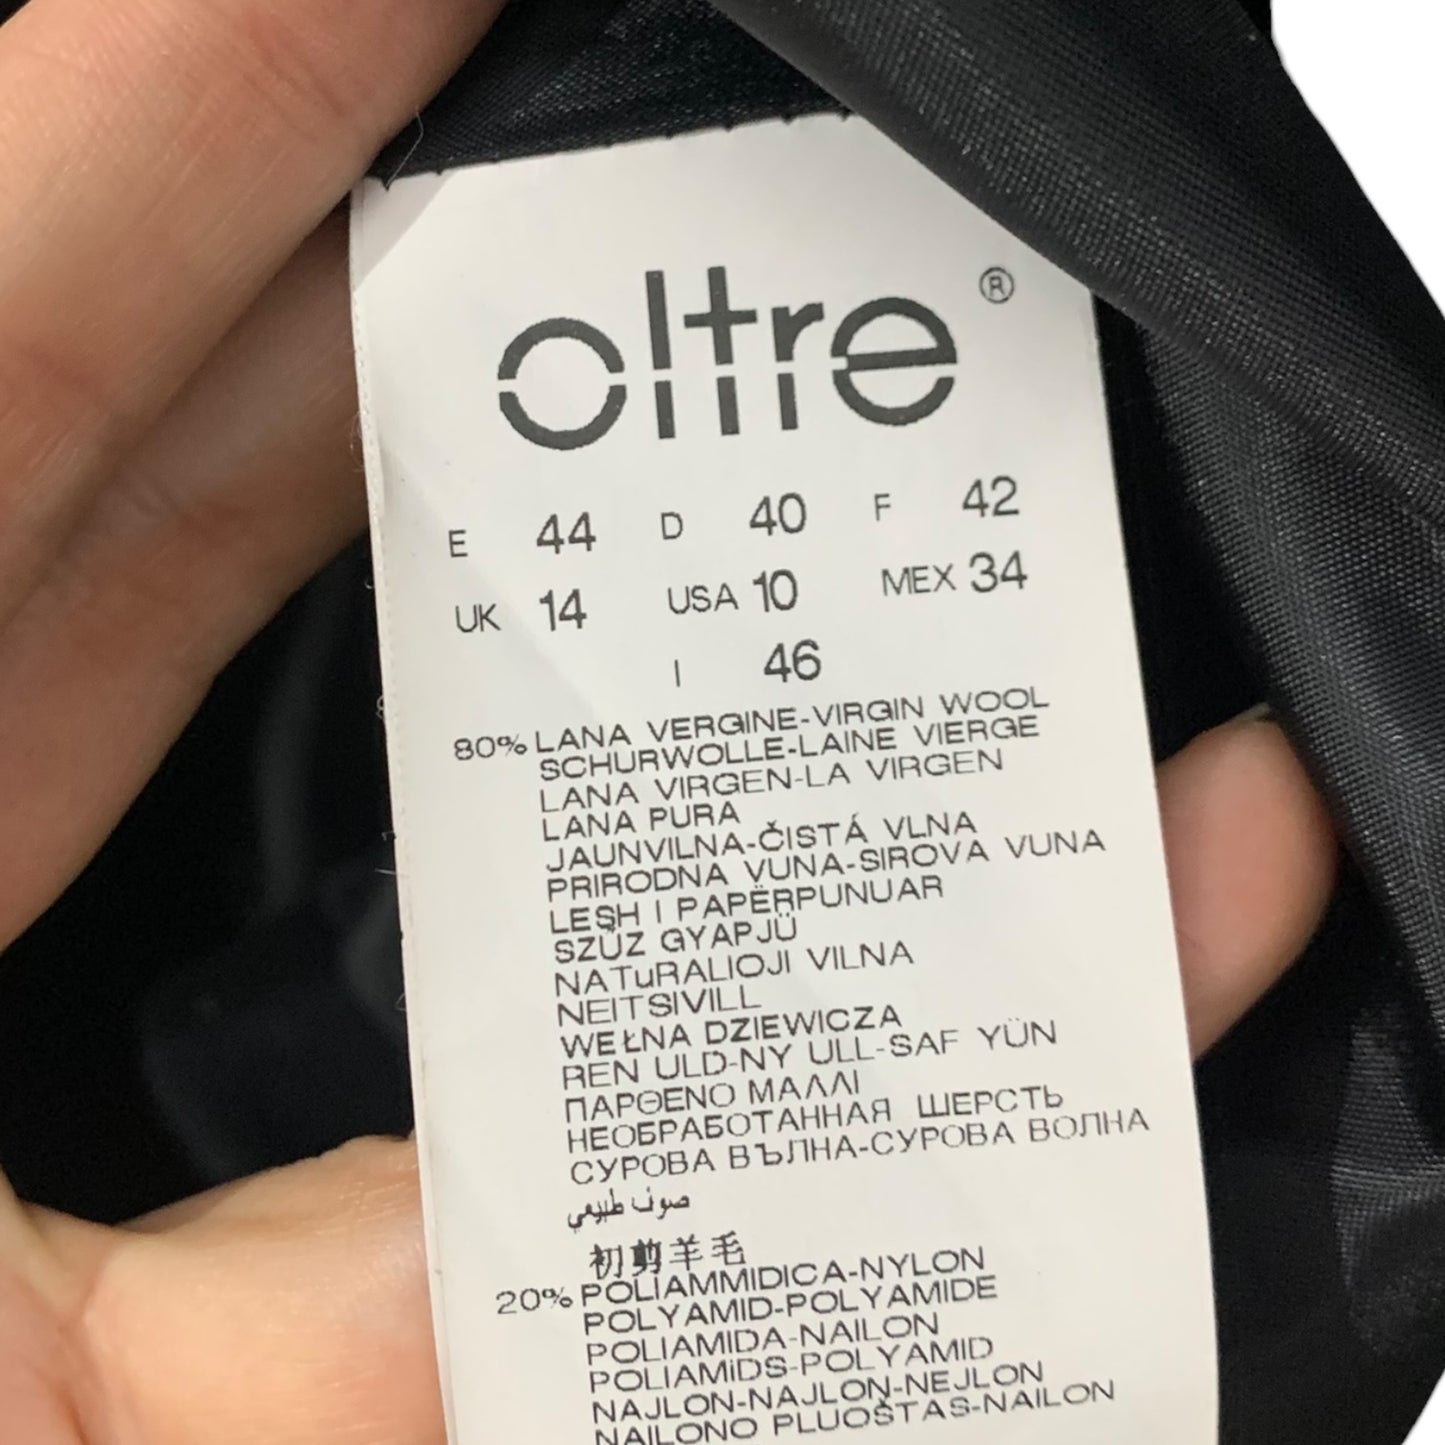 oltre ®
E 44 D 40 F 42
UK 14 USA 10 MEX 34
I 46
80% LANA VERGINE-VIRGIN WOOL
SCHURWOLLE-LAINE VIERGE
LANA VIRGEN-LA VIRGEN
LANA PURA
JAUNVILNA-ČISTÁ VLNA
PRIRODNA VUNA-SIROVA VUNA
LESH I PAPËRPUNUAR
SZŰZ GYAPJÜ
NATuRALIOJI VILNA
NEITSIVILL
WEŁNA DZIEWICZA
REN ULD-NY ULL-SAF YÜN
ΠΑΡΘΕΝΟ ΜΑΛΛΙ
НЕОБРАБОТАННАЯ ШЕРСТЬ
СУРОВА ВЪЛНА-СУРОВА ВОЛНА
صوف طبيعي
初剪羊毛
20% POLIAMMIDICA-NYLON
POLYAMID-POLYAMIDE
POLIAMIDA-NAILON
POLIAMiDS-POLYAMID
NAJLON-NAJLON-NEJLON
NAILONO PLUOŠTAS-NAILON